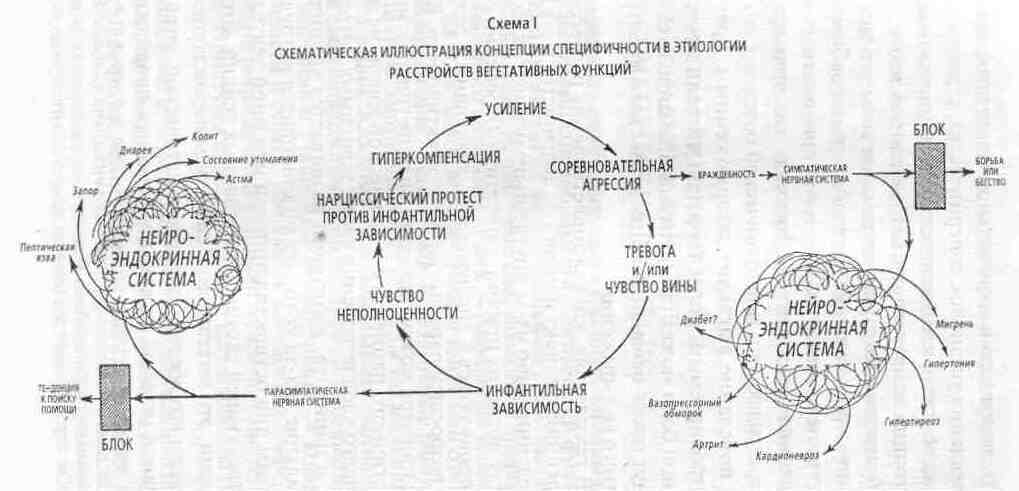 Схема I
СХЕМАТИЧЕСКАЯ ИЛЛЮСТРАЦИЯ КОНЦЕПЦИИ СПЕЦИФИЧНОСТИ В ЭТИОЛОГИИ
РАССТРОЙСТВ ВЕГЕТАТИВНЫХ ФУНКЦИЙ
УСИЛЕНИЕ
ГИПЕРКОМПЕНСАЦИЯ
НАРЦИССИЧЕСКИЙ ПРОТЕСТ
ПРОТИВ ИНФАНТИЛЬНОЙ
ЗАВИСИМОСТИ
ЧУВСТВО
НЕПОЛНОЦЕННОСТИ
СОРЕВНОВАТЕЛЬНАЯ
АГРЕССИЯ
ВРАЖДЕБНОСТЬ
СИМПАТИЧЕСКАЯ
НЕРВНАЯ СИСТЕМА
БЛОК
БОРЬБА
ИЛИ
БЕГСТВО
ТРЕВОГА
и/или
ЧУВСТВО ВИНЫ
ИНФАНТИЛЬНАЯ
ЗАВИСИМОСТЬ
ПАРАСИМПАТИЧЕСКАЯ
НЕРВНАЯ СИСТЕМА
БЛОК
ТЕНДЕНЦИЯ
К ПОИСКУ
ПОМОЩИ
Колит
Диарея
Состояние утомления
Астма
Запор
Пептическая
язва
НЕЙРО-
ЭНДОКРИННАЯ
СИСТЕМА
НЕЙРО-
ЭНДОКРИННАЯ
СИСТЕМА
Диабет?
Мигрень
Гипертония
Гипертиреоз
Вазопрессорный
обморок
Артрит
Кардионевроз